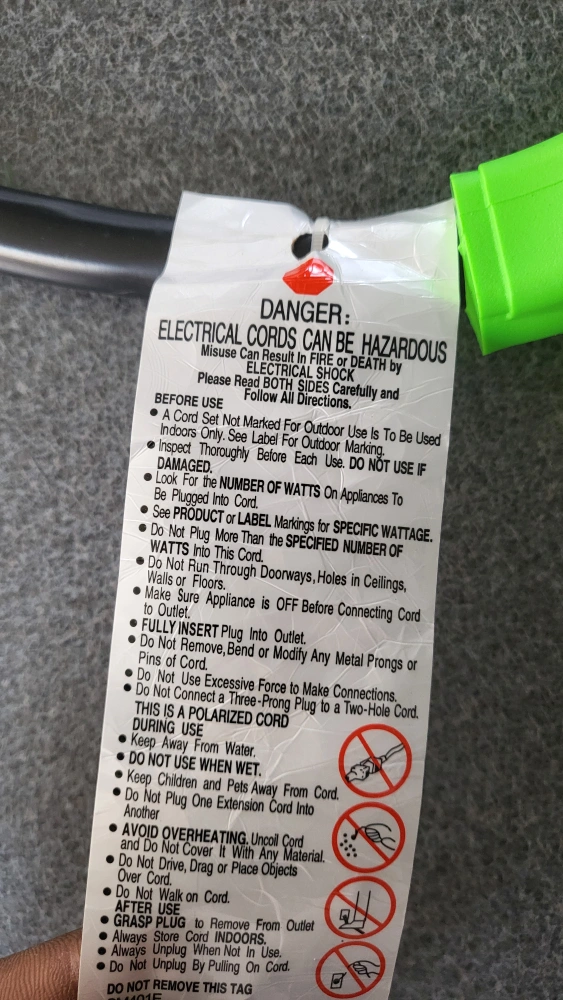 DANGER:
ELECTRICAL CORDS CAN BE HAZARDOUS
Misuse Can Result In FIRE or DEATH by
ELECTRICAL SHOCK
Please Read BOTH SIDES Carefully and
Follow All Directions.
BEFORE USE
• A Cord Set Not Marked For Outdoor Use Is To Be Used
Indoors Only. See Label For Outdoor Marking.
• Inspect Thoroughly Before Each Use. DO NOT USE IF
DAMAGED.
• Look For the NUMBER OF WATTS On Appliances To
Be Plugged Into Cord.
• See PRODUCT or LABEL Markings for SPECIFIC WATTAGE.
• Do Not Plug More Than the SPECIFIED NUMBER OF
WATTS Into This Cord.
• Do Not Run Through Doorways, Holes in Ceilings,
Walls or Floors.
• Make Sure Appliance is OFF Before Connecting Cord
to Outlet.
• FULLY INSERT Plug Into Outlet.
• Do Not Remove, Bend or Modify Any Metal Prongs or
Pins of Cord.
• Do Not Use Excessive Force to Make Connections.
• Do Not Connect a Three-Prong Plug to a Two-Hole Cord.
THIS IS A POLARIZED CORD
DURING USE
• Keep Away From Water.
• DO NOT USE WHEN WET.
• Keep Children and Pets Away From Cord.
• Do Not Plug One Extension Cord Into
Another
• AVOID OVERHEATING. Uncoil Cord
and Do Not Cover It With Any Material.
• Do Not Drive, Drag or Place Objects
Over Cord.
• Do Not Walk on Cord.
AFTER USE
• GRASP PLUG to Remove From Outlet
• Always Store Cord INDOORS.
• Always Unplug When Not In Use.
• Do Not Unplug By Pulling On Cord.
DO NOT REMOVE THIS TAG